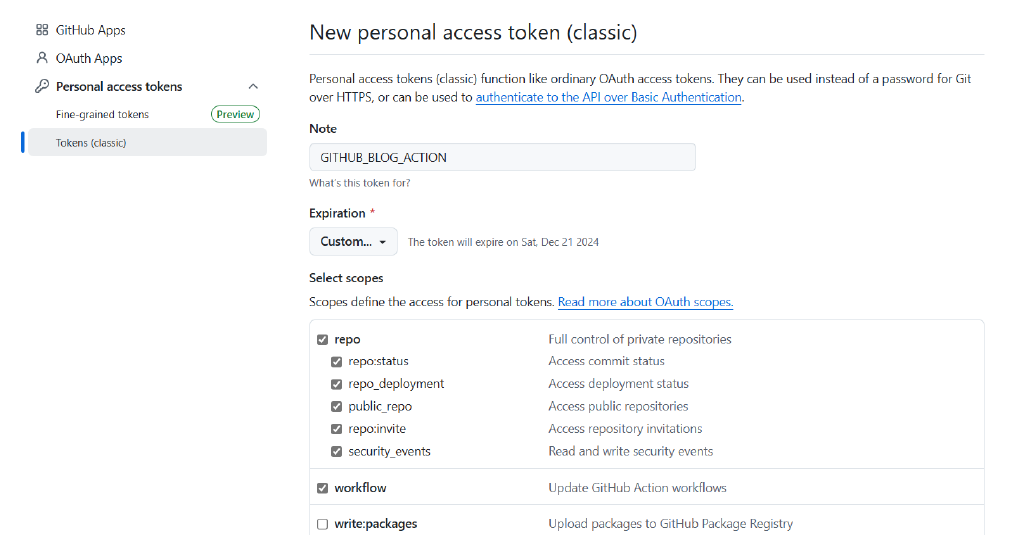 GitHub Apps
OAuth Apps
Personal access tokens
Fine-grained tokens Preview
Tokens (classic)
New personal access token (classic)
Personal access tokens (classic) function like ordinary OAuth access tokens. They can be used instead of a password for Git
over HTTPS, or can be used to authenticate to the API over Basic Authentication.
Note
GITHUB_BLOG_ACTION
What's this token for?
Expiration *
Custom... The token will expire on Sat, Dec 21 2024
Select scopes
Scopes define the access for personal tokens. Read more about OAuth scopes.
repo Full control of private repositories
repo:status Access commit status
repo_deployment Access deployment status
public_repo Access public repositories
repo:invite Access repository invitations
security_events Read and write security events
workflow Update GitHub Action workflows
write:packages Upload packages to GitHub Package Registry